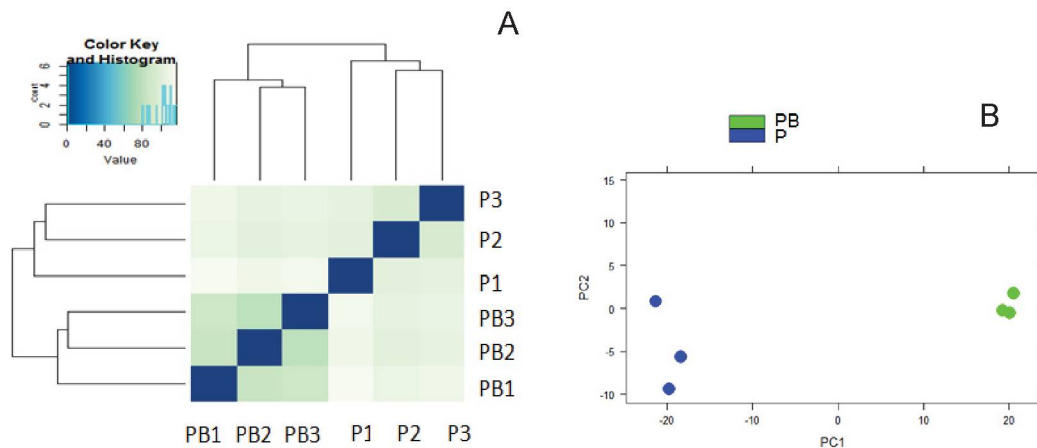 A
Color Key
and Histogram
Count
0 2 4 6
0 40 80
Value
P3
P2
P1
PB3
PB2
PB1
PB1 PB2 PB3 P1 P2 P3
B
PB
P
15
10
5
0
-5
-10
PC2
-20 -10 0 10 20
PC1